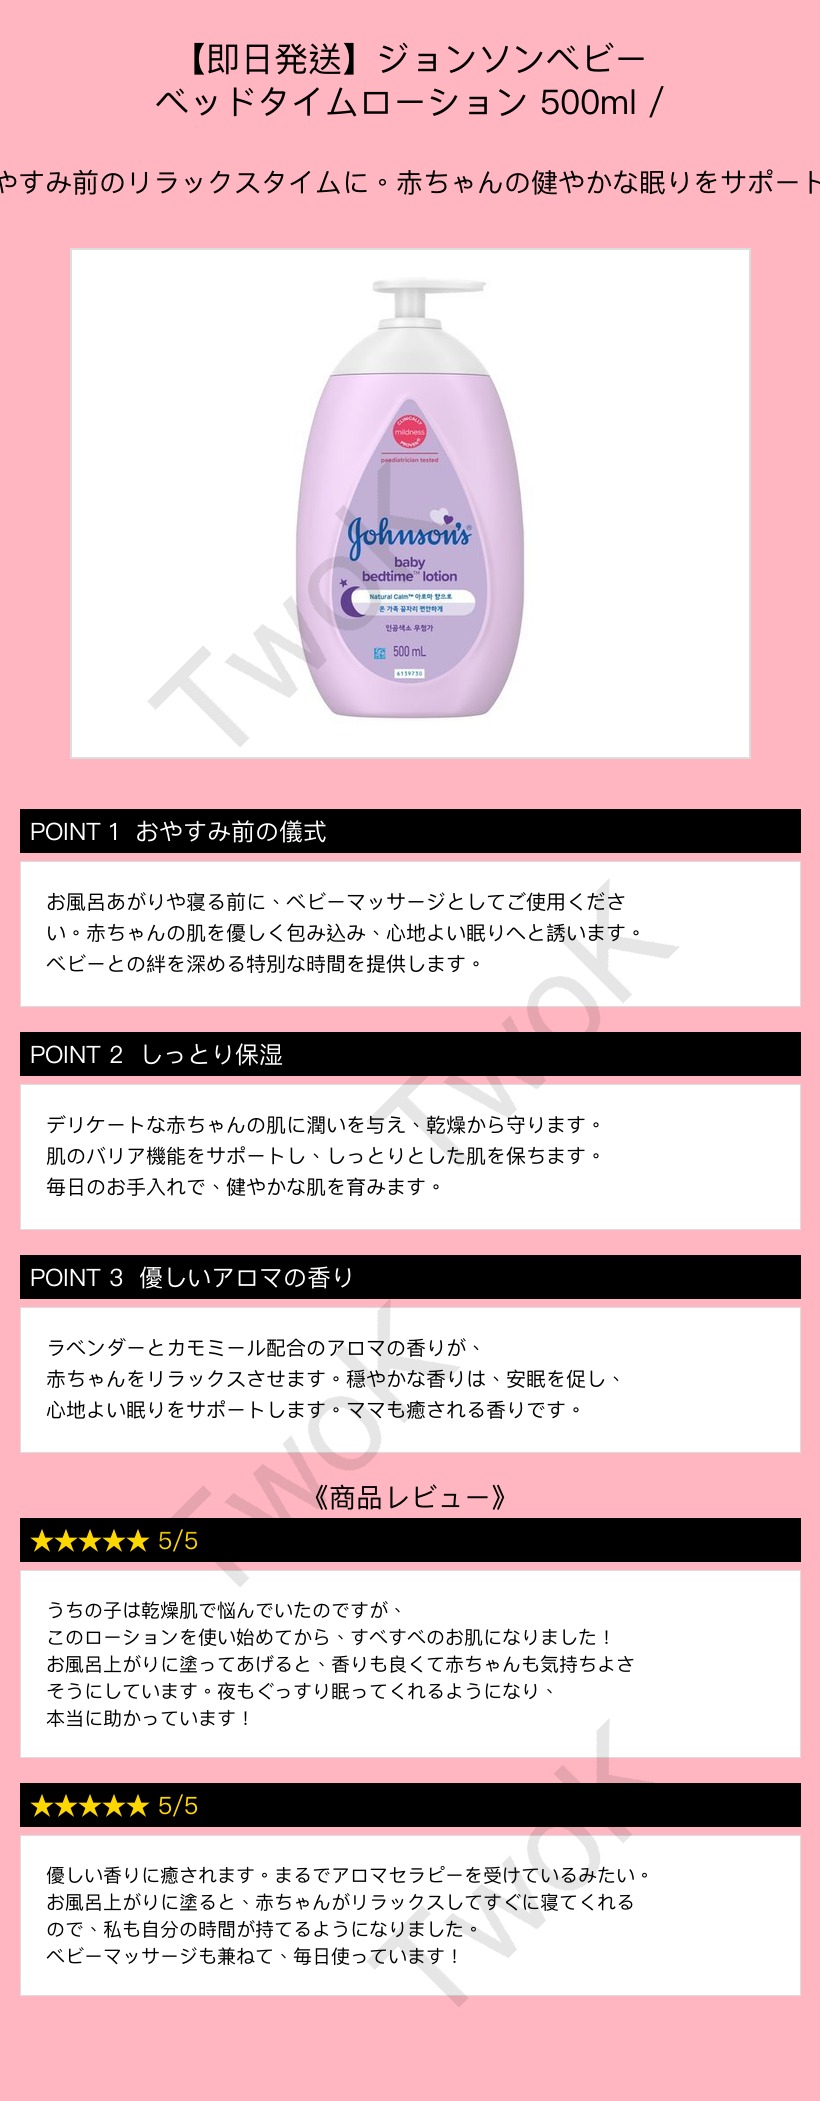 【即日発送】ジョンソンベビー
ベッドタイムローション 500ml /
やすみ前のリラックスタイムに。赤ちゃんの健やかな眠りをサポート
CLINICALLY
mildness
PROVEN
paediatrician tested
Johnson's®
baby
bedtime™ lotion
Natural Calm™ 아로마 향으로
온 가족 꿈자리 편안하게
인공색소 무첨가
500 mL
6139730
TwoK
POINT 1 おやすみ前の儀式
お風呂あがりや寝る前に、ベビーマッサージとしてご使用くださ
い。赤ちゃんの肌を優しく包み込み、心地よい眠りへと誘います。
ベビーとの絆を深める特別な時間を提供します。
TwoK
POINT 2 しっとり保湿
デリケートな赤ちゃんの肌に潤いを与え、乾燥から守ります。
肌のバリア機能をサポートし、しっとりとした肌を保ちます。
毎日のお手入れで、健やかな肌を育みます。
POINT 3 優しいアロマの香り
ラベンダーとカモミール配合のアロマの香りが、
赤ちゃんをリラックスさせます。穏やかな香りは、安眠を促し、
心地よい眠りをサポートします。ママも癒される香りです。
TwoK
《商品レビュー》
★★★★★ 5/5
うちの子は乾燥肌で悩んでいたのですが、
このローションを使い始めてから、すべすべのお肌になりました！
お風呂上がりに塗ってあげると、香りも良くて赤ちゃんも気持ちよさ
そうにしています。夜もぐっすり眠ってくれるようになり、
本当に助かっています！
★★★★★ 5/5
優しい香りに癒されます。まるでアロマセラピーを受けているみたい。
お風呂上がりに塗ると、赤ちゃんがリラックスしてすぐに寝てくれる
ので、私も自分の時間が持てるようになりました。
ベビーマッサージも兼ねて、毎日使っています！
TwoK